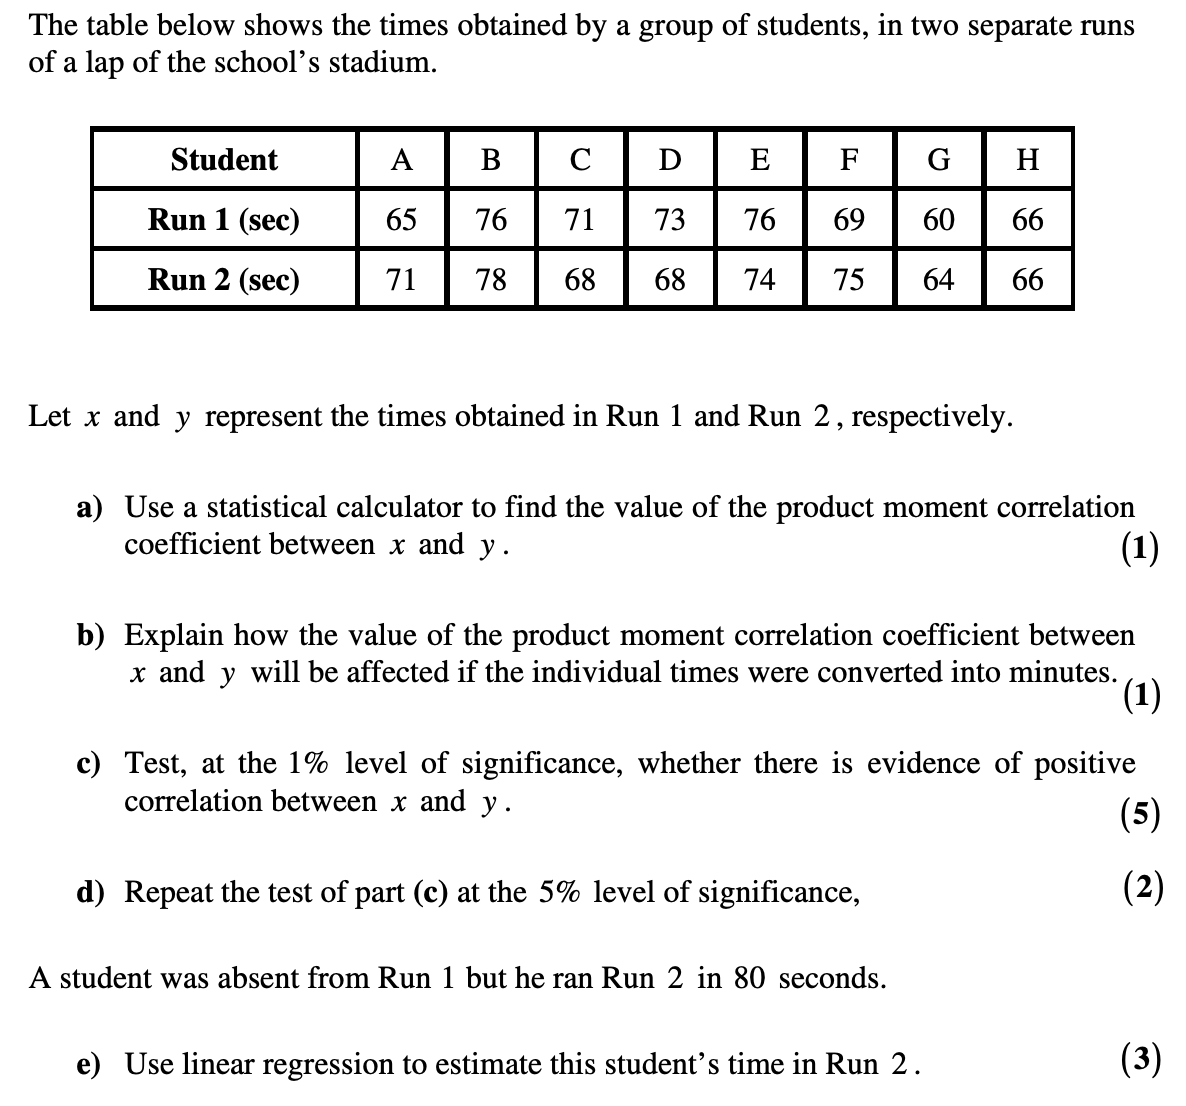 The table below shows the times obtained by a group of students, in two separate runs
of a lap of the school’s stadium.
Student A B C D E F G H
Run 1 (sec) 65 76 71 73 76 69 60 66
Run 2 (sec) 71 78 68 68 74 75 64 66
Let x and y represent the times obtained in Run 1 and Run 2, respectively.
a) Use a statistical calculator to find the value of the product moment correlation
coefficient between x and y. (1)
b) Explain how the value of the product moment correlation coefficient between
x and y will be affected if the individual times were converted into minutes. (1)
c) Test, at the 1% level of significance, whether there is evidence of positive
correlation between x and y. (5)
d) Repeat the test of part (c) at the 5% level of significance, (2)
A student was absent from Run 1 but he ran Run 2 in 80 seconds.
e) Use linear regression to estimate this student’s time in Run 2. (3)